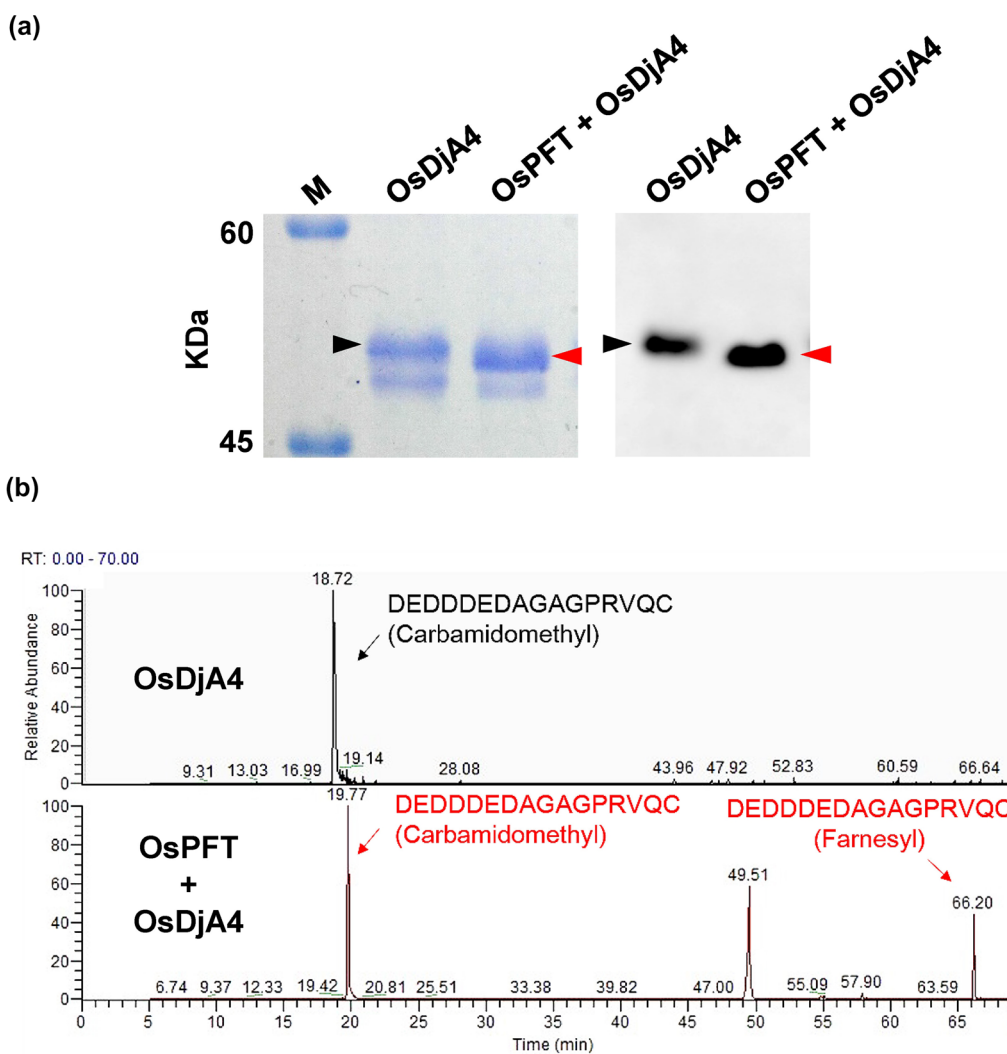 (a)
M
OsDjA4
OsPFT + OsDjA4
OsDjA4
OsPFT + OsDjA4
60
KDa
45
(b)
RT: 0.00 - 70.00
Relative Abundance
100
80
60
40
20
0
OsDjA4
18.72
DEDDDEDAGAGPRVQC
(Carbamidomethyl)
9.31
13.03
16.99
19.14
28.08
43.96
47.92
52.83
60.59
66.64
100
80
60
40
20
0
OsPFT
+
OsDjA4
19.77
DEDDDEDAGAGPRVQC
(Carbamidomethyl)
DEDDDEDAGAGPRVQC
(Farnesyl)
49.51
66.20
6.74
9.37
12.33
19.42
20.81
25.51
33.38
39.82
47.00
55.09
57.90
63.59
0
5
10
15
20
25
30
35
40
45
50
55
60
65
Time (min)